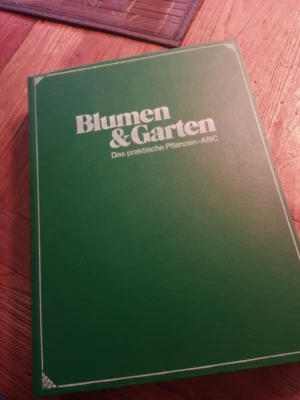 Blumen
&Garten
Das praktische Pflanzen-ABC